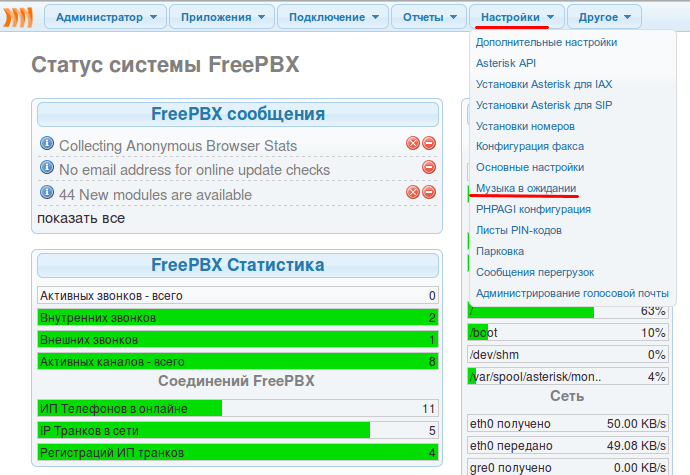 Администратор Приложения Подключение Отчеты Настройки Другое
Дополнительные настройки
Asterisk API
Установки Asterisk для IAX
Установки Asterisk для SIP
Установки номеров
Конфигурация факса
Основные настройки
Музыка в ожидании
PHPAGI конфигурация
Листы PIN-кодов
Парковка
Сообщения перегрузок
Администрирование голосовой почты
Статус системы FreePBX
FreePBX сообщения
Collecting Anonymous Browser Stats
No email address for online update checks
44 New modules are available
показать все
FreePBX Статистика
Активных звонков - всего 0
Внутренних звонков 2
Внешних звонков 1
Активных каналов - всего 8
Соединений FreePBX
ИП Телефонов в онлайне 11
IP Транков в сети 5
Регистраций ИП транков 4
/ 63%
/boot 10%
/dev/shm 0%
/var/spool/asterisk/mon.. 4%
Сеть
eth0 получено 50.00 KB/s
eth0 передано 49.08 KB/s
gre0 получено 0.00 KB/s